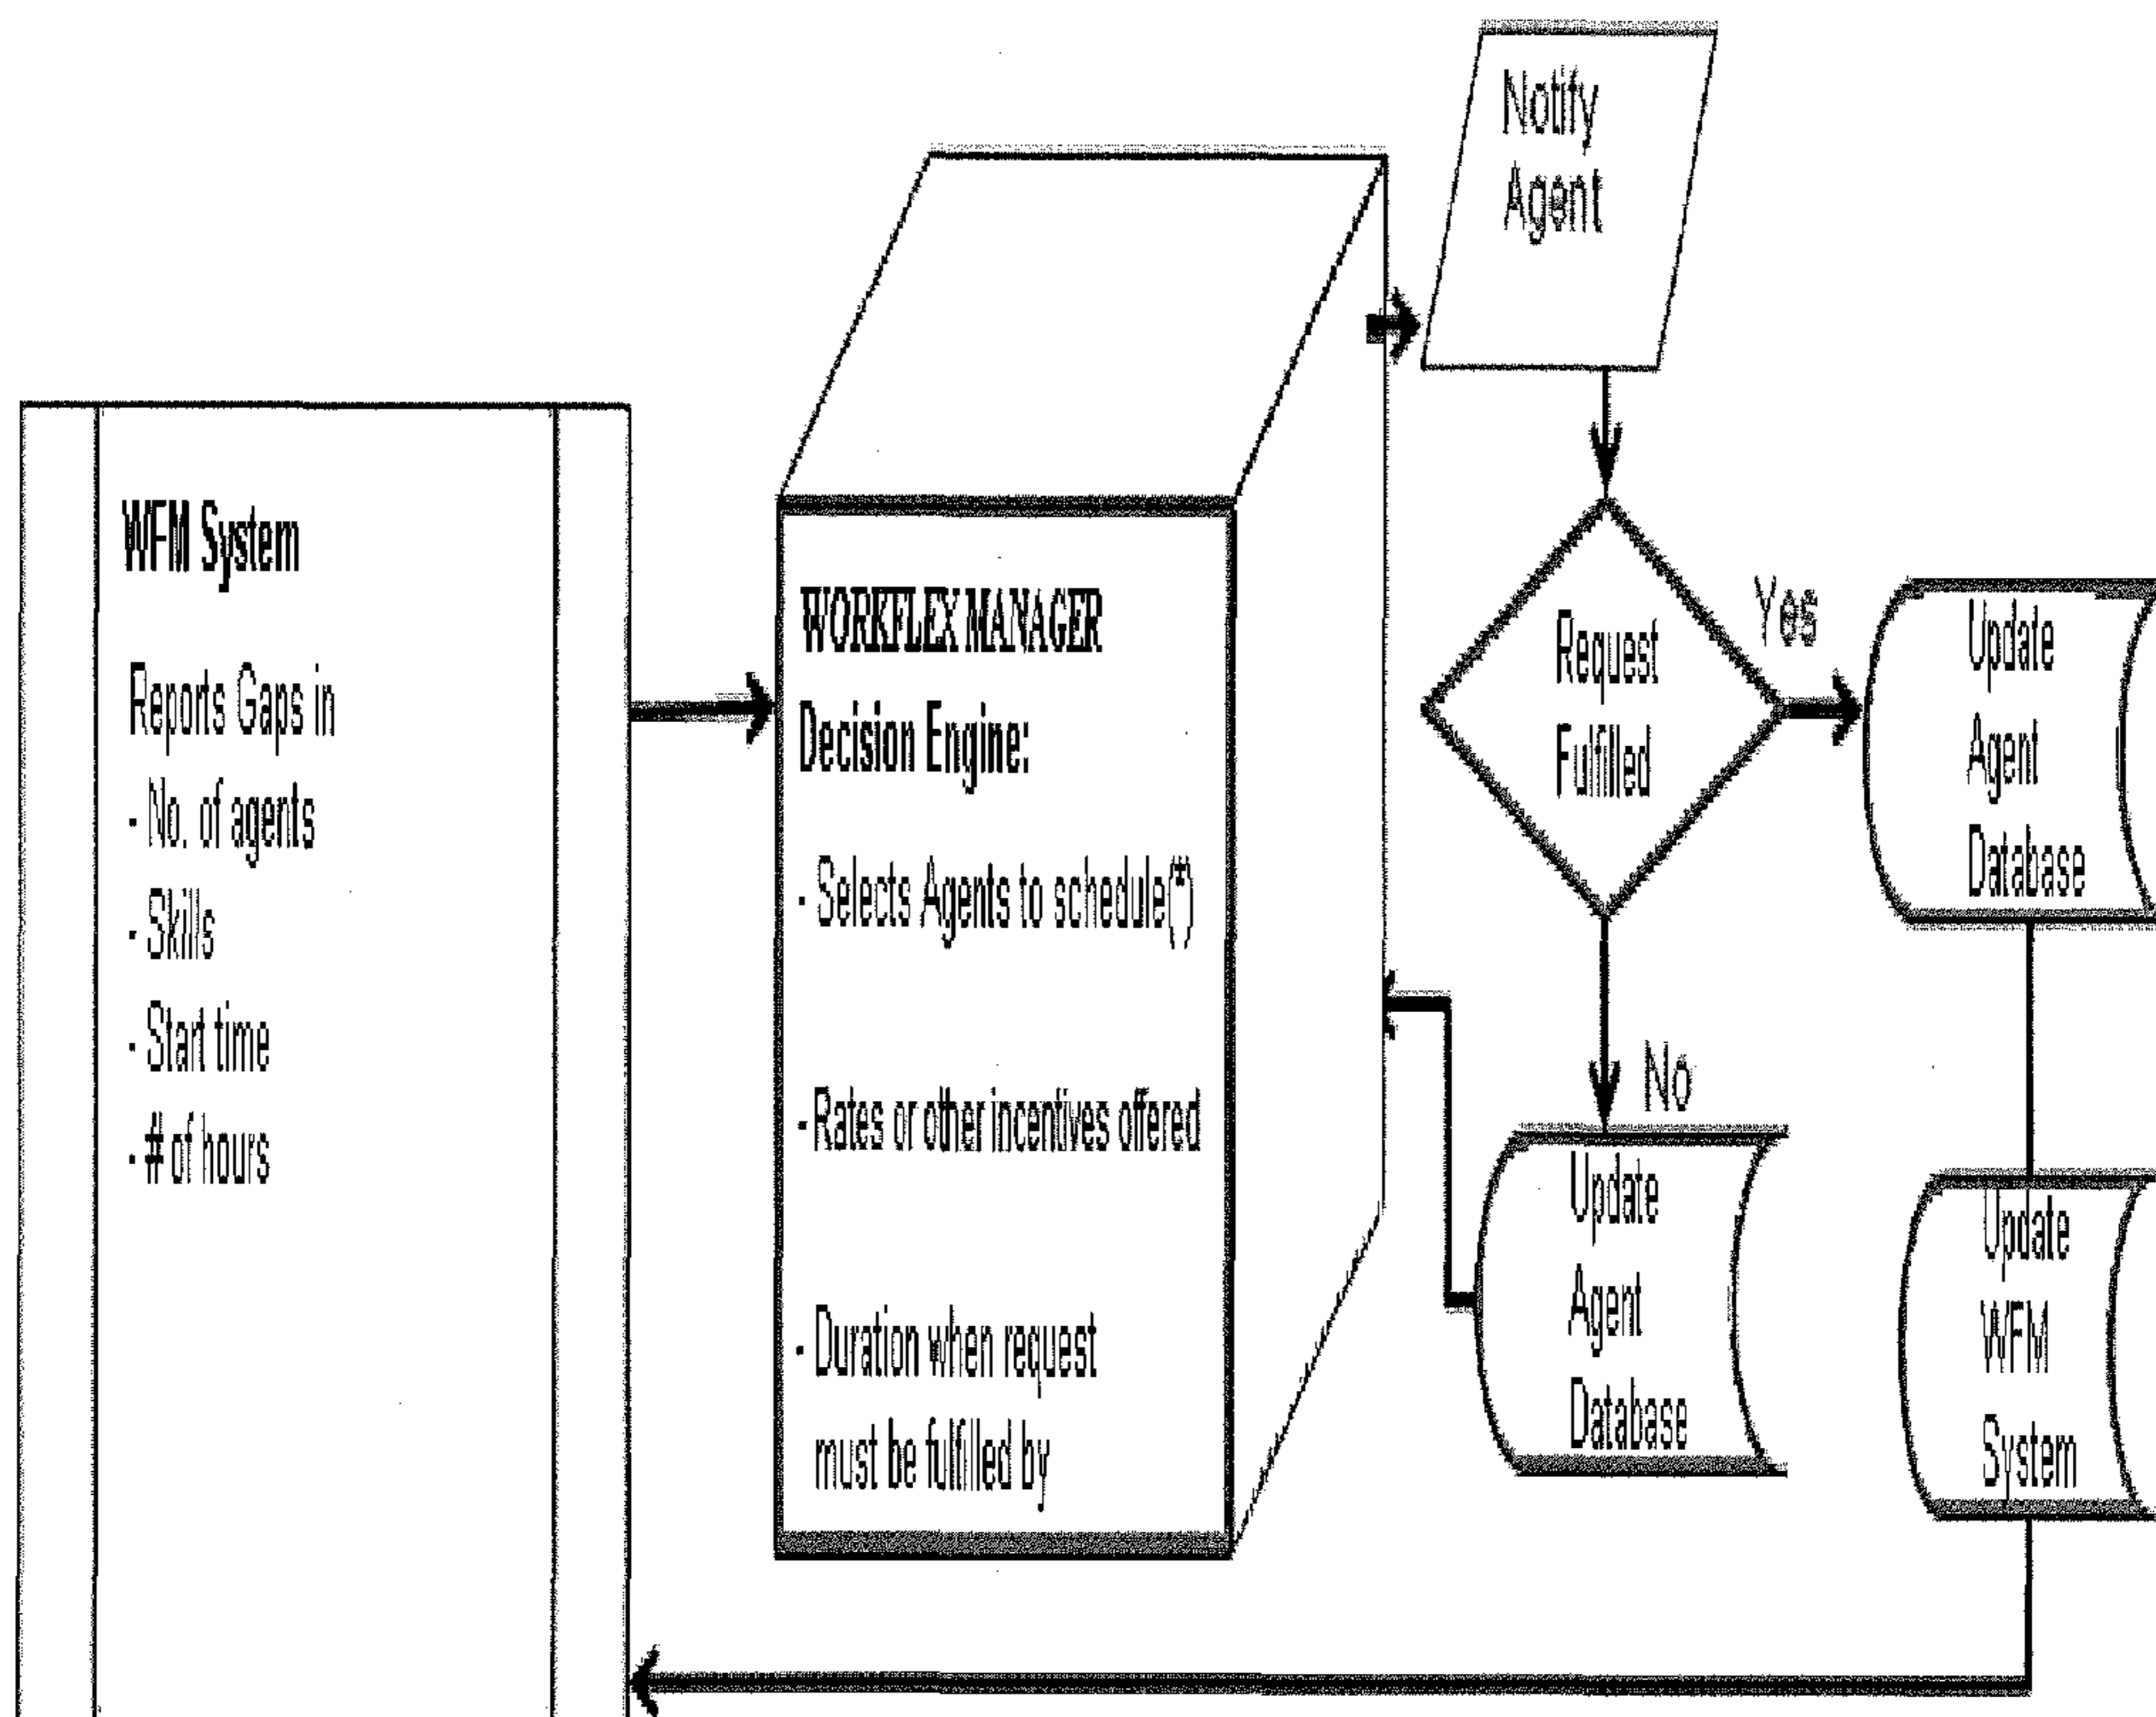 WFM System
Reports Gaps in
- No. of agents
- Skills
- Start time
- # of hours
WORKFLEX MANAGER
Decision Engine:
- Selects Agents to schedule(*)
- Rates or other incentives offered
- Duration when request
must be fulfilled by
Notify
Agent
Request
Fulfilled
Yes
Update
Agent
Database
No
Update
Agent
Database
Update
WFM
System